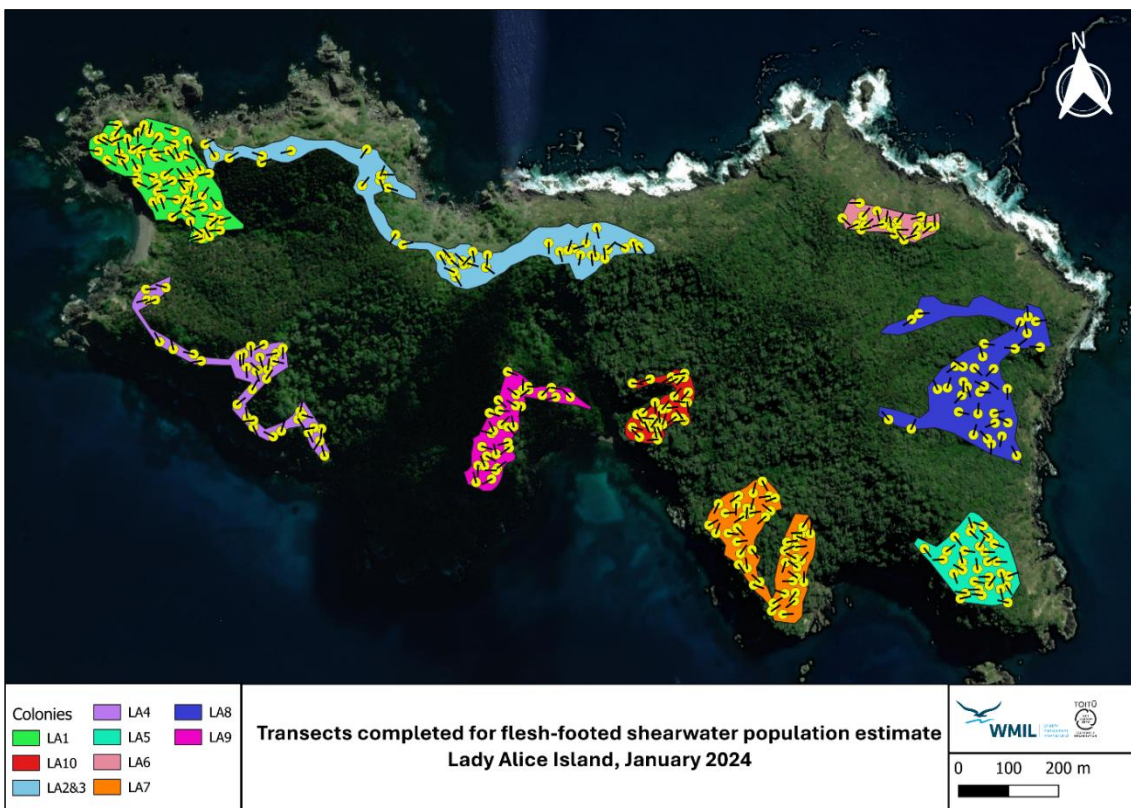 N
Colonies
LA1
LA10
LA2&3
LA4
LA5
LA6
LA7
LA8
LA9
Transects completed for flesh-footed shearwater population estimate
Lady Alice Island, January 2024
WMIL
TOITŪ
0 100 200 m